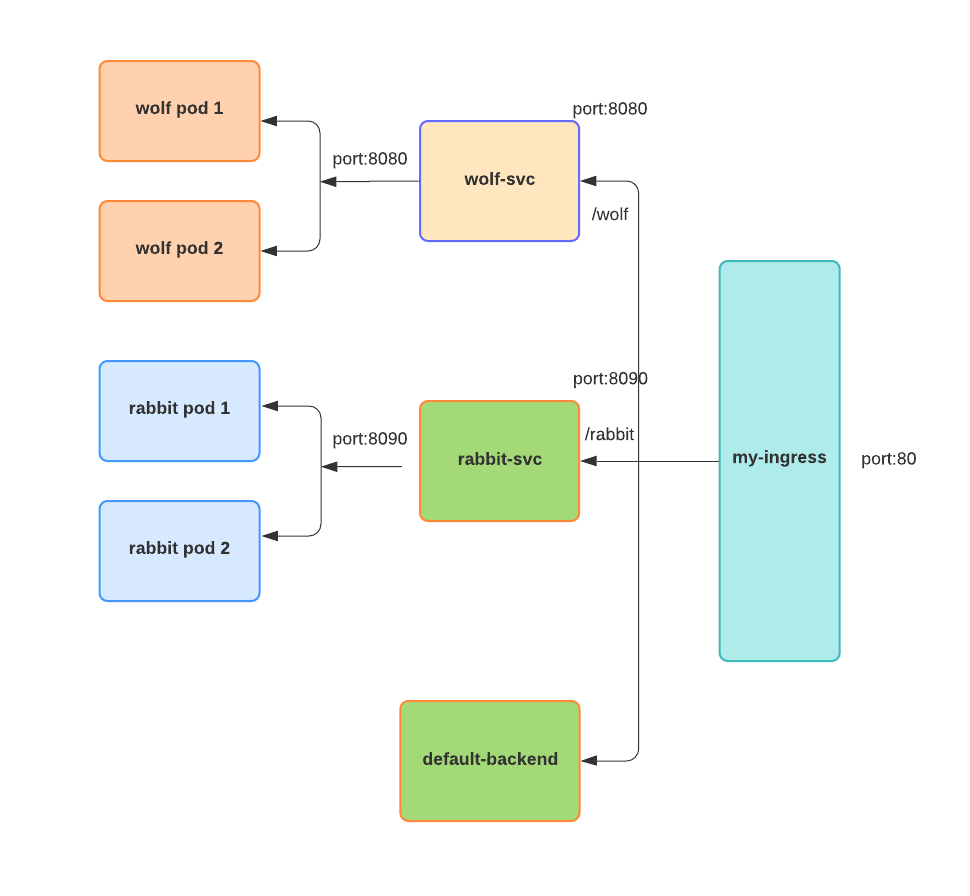 wolf pod 1
port:8080
port:8080
wolf-svc
/wolf
wolf pod 2
port:8090
rabbit pod 1
/rabbit
port:8090
rabbit-svc
my-ingress
port:80
rabbit pod 2
default-backend